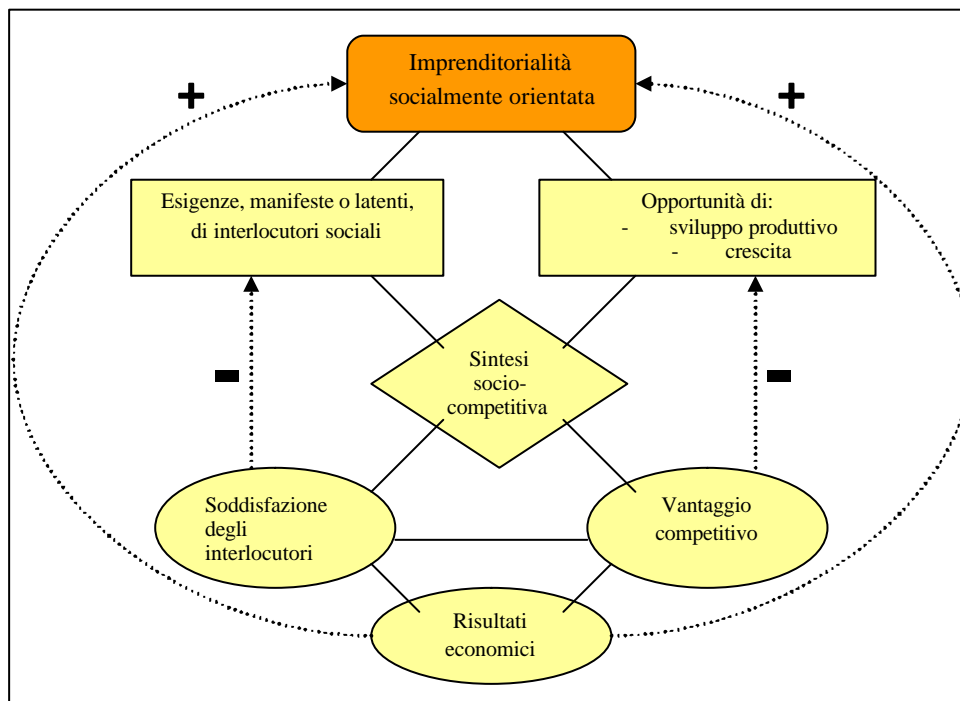 Imprenditorialità
socialmente orientata
+
+
Esigenze, manifeste o latenti,
di interlocutori sociali
Opportunità di:
- sviluppo produttivo
- crescita
Sintesi
socio-
competitiva
-
-
Soddisfazione
degli
interlocutori
Vantaggio
competitivo
Risultati
economici